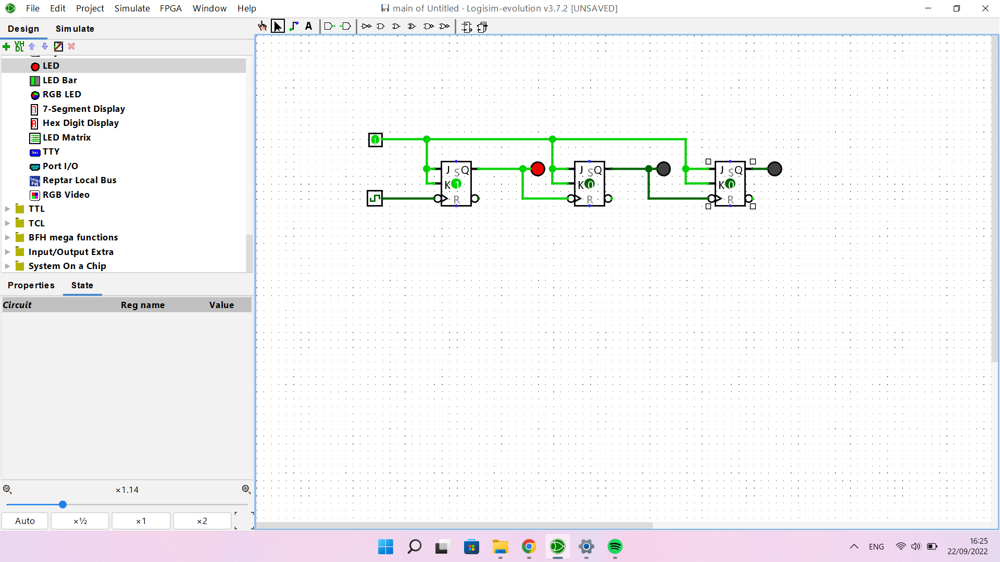 File Edit Project Simulate FPGA Window Help
main of Untitled · Logisim-evolution v3.7.2 [UNSAVED]
Design Simulate
A
VH
DL
LED
LED Bar
RGB LED
7-Segment Display
Hex Digit Display
LED Matrix
TTY
Port I/O
Reptar Local Bus
RGB Video
TTL
TCL
BFH mega functions
Input/Output Extra
System On a Chip
Properties State
Circuit Reg name Value
×1.14
Auto ×½ ×1 ×2
1
J S Q
K 1
R
J S Q
K 0
R
J S Q
K 0
R
ENG
16:25
22/09/2022